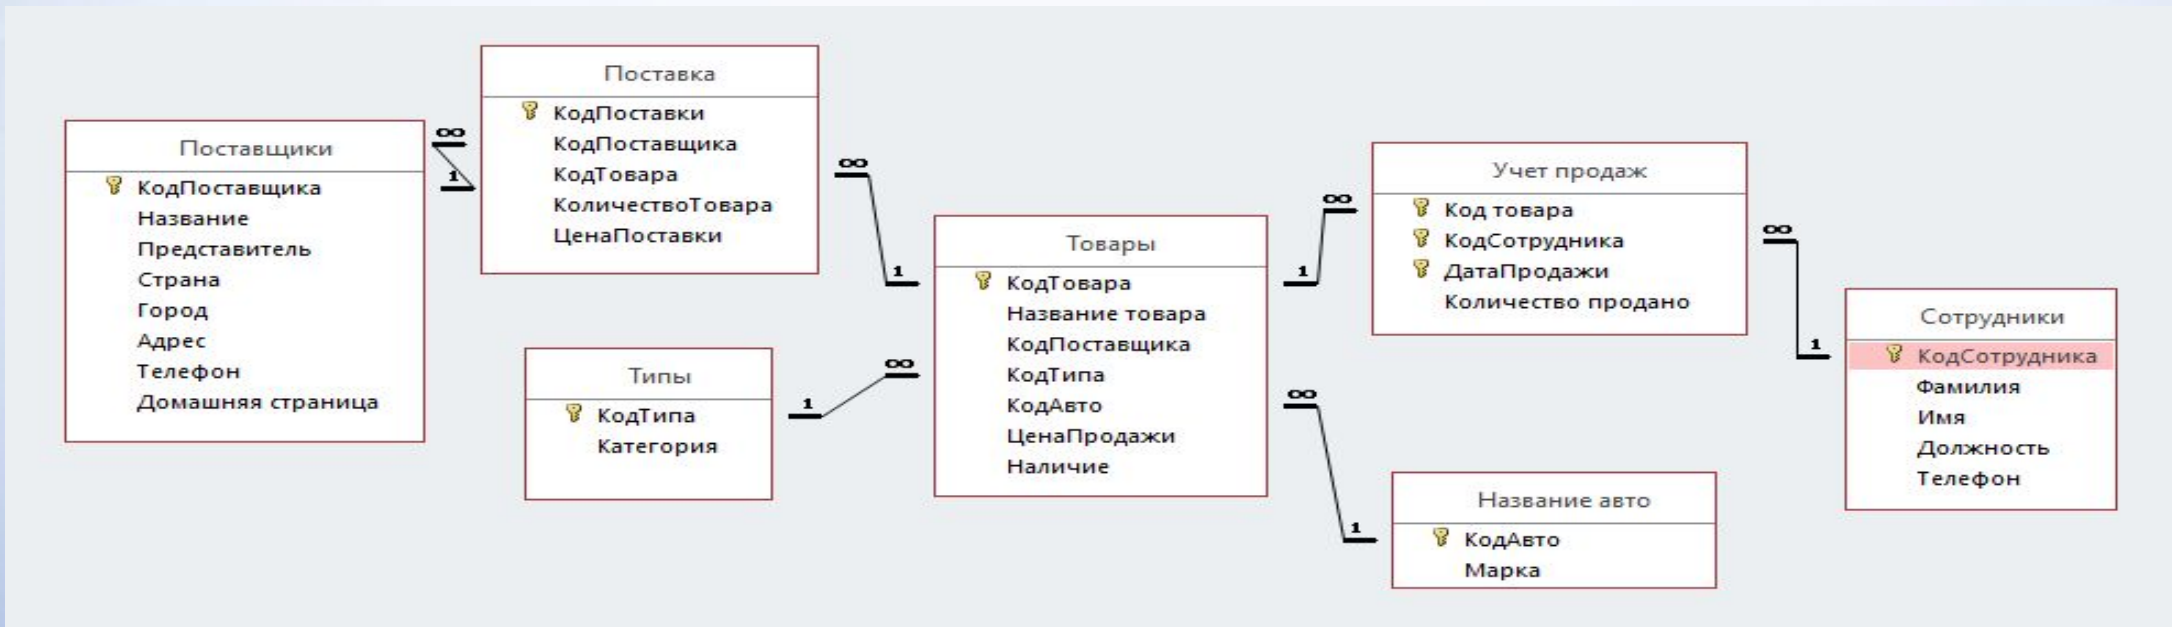 Поставщики
КодПоставщика
Название
Представитель
Страна
Город
Адрес
Телефон
Домашняя страница
∞
1
Поставка
КодПоставки
КодПоставщика
КодТовара
КоличествоТовара
ЦенаПоставки
∞
1
Типы
КодТипа
Категория
1
∞
Товары
КодТовара
Название товара
КодПоставщика
КодТипа
КодАвто
ЦенаПродажи
Наличие
1
∞
∞
1
Учет продаж
Код товара
КодСотрудника
ДатаПродажи
Количество продано
∞
1
Название авто
КодАвто
Марка
Сотрудники
КодСотрудника
Фамилия
Имя
Должность
Телефон